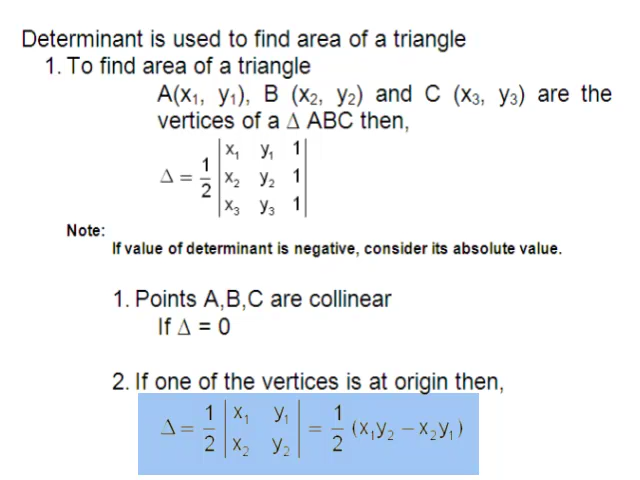 Determinant is used to find area of a triangle
1. To find area of a triangle
A(x₁, y₁), B (x₂, y₂) and C (x₃, y₃) are the
vertices of a Δ ABC then,
Δ = 1/2 |x₁ y₁ 1|
|x₂ y₂ 1|
|x₃ y₃ 1|
Note:
If value of determinant is negative, consider its absolute value.
1. Points A,B,C are collinear
If Δ = 0
2. If one of the vertices is at origin then,
Δ = 1/2 |x₁ y₁| = 1/2 (x₁y₂ − x₂y₁)
|x₂ y₂|